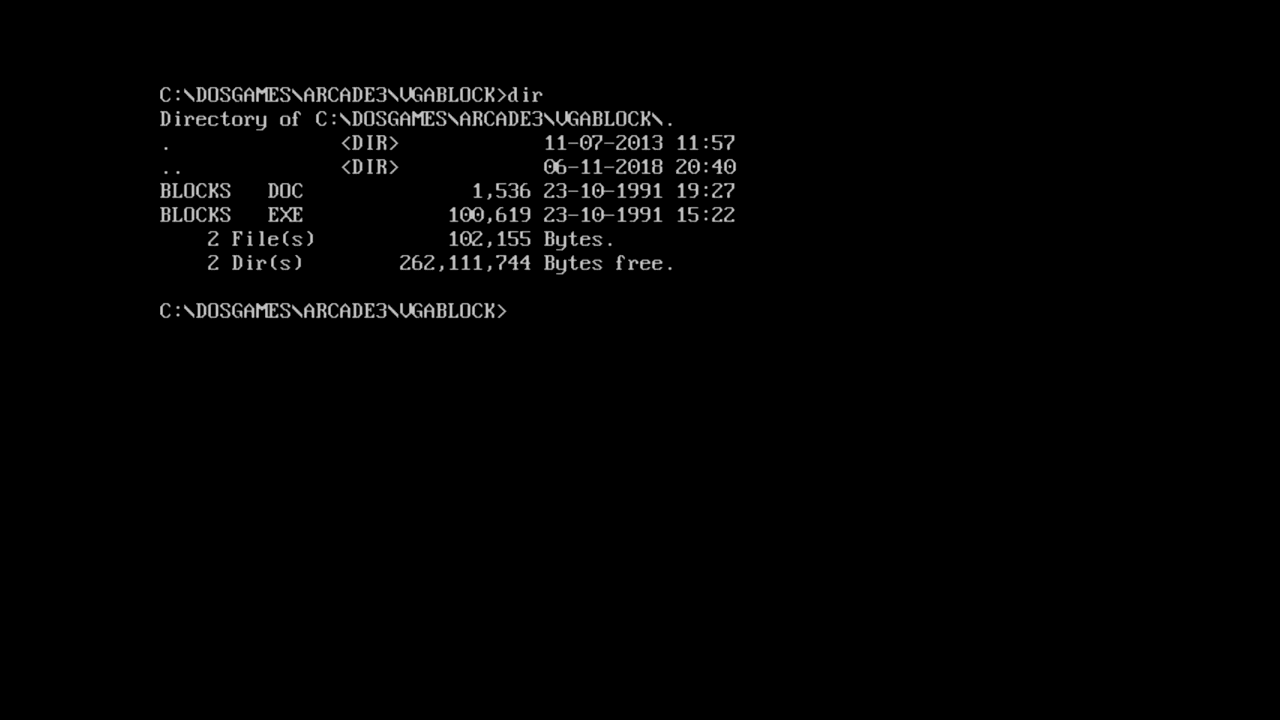 C:\DOSGAMES\ARCADE3\VGABLOCK>dir
Directory of C:\DOSGAMES\ARCADE3\VGABLOCK\.
.              <DIR>            11-07-2013 11:57
..             <DIR>            06-11-2018 20:40
BLOCKS   DOC              1,536 23-10-1991 19:27
BLOCKS   EXE            100,619 23-10-1991 15:22
    2 File(s)           102,155 Bytes.
    2 Dir(s)        262,111,744 Bytes free.
C:\DOSGAMES\ARCADE3\VGABLOCK>